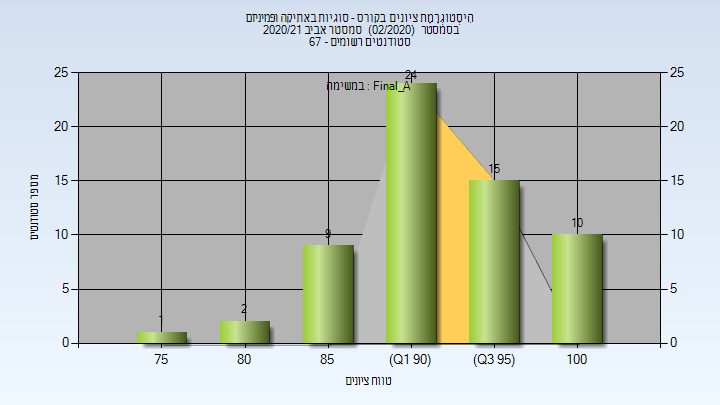 היסטוגרמת ציונים בקורס - סוגיות באתיקה ופמיניזם
בסמסטר (02/2020) סמסטר אביב 2020/21
סטודנטים רשומים - 67
במשימה : Final_A
מספר סטודנטים
25 25
20 20
15 15
10 10
5 5
0 0
1 2 9 24 15 10
75 80 85 (Q1 90) (Q3 95) 100
טווח ציונים